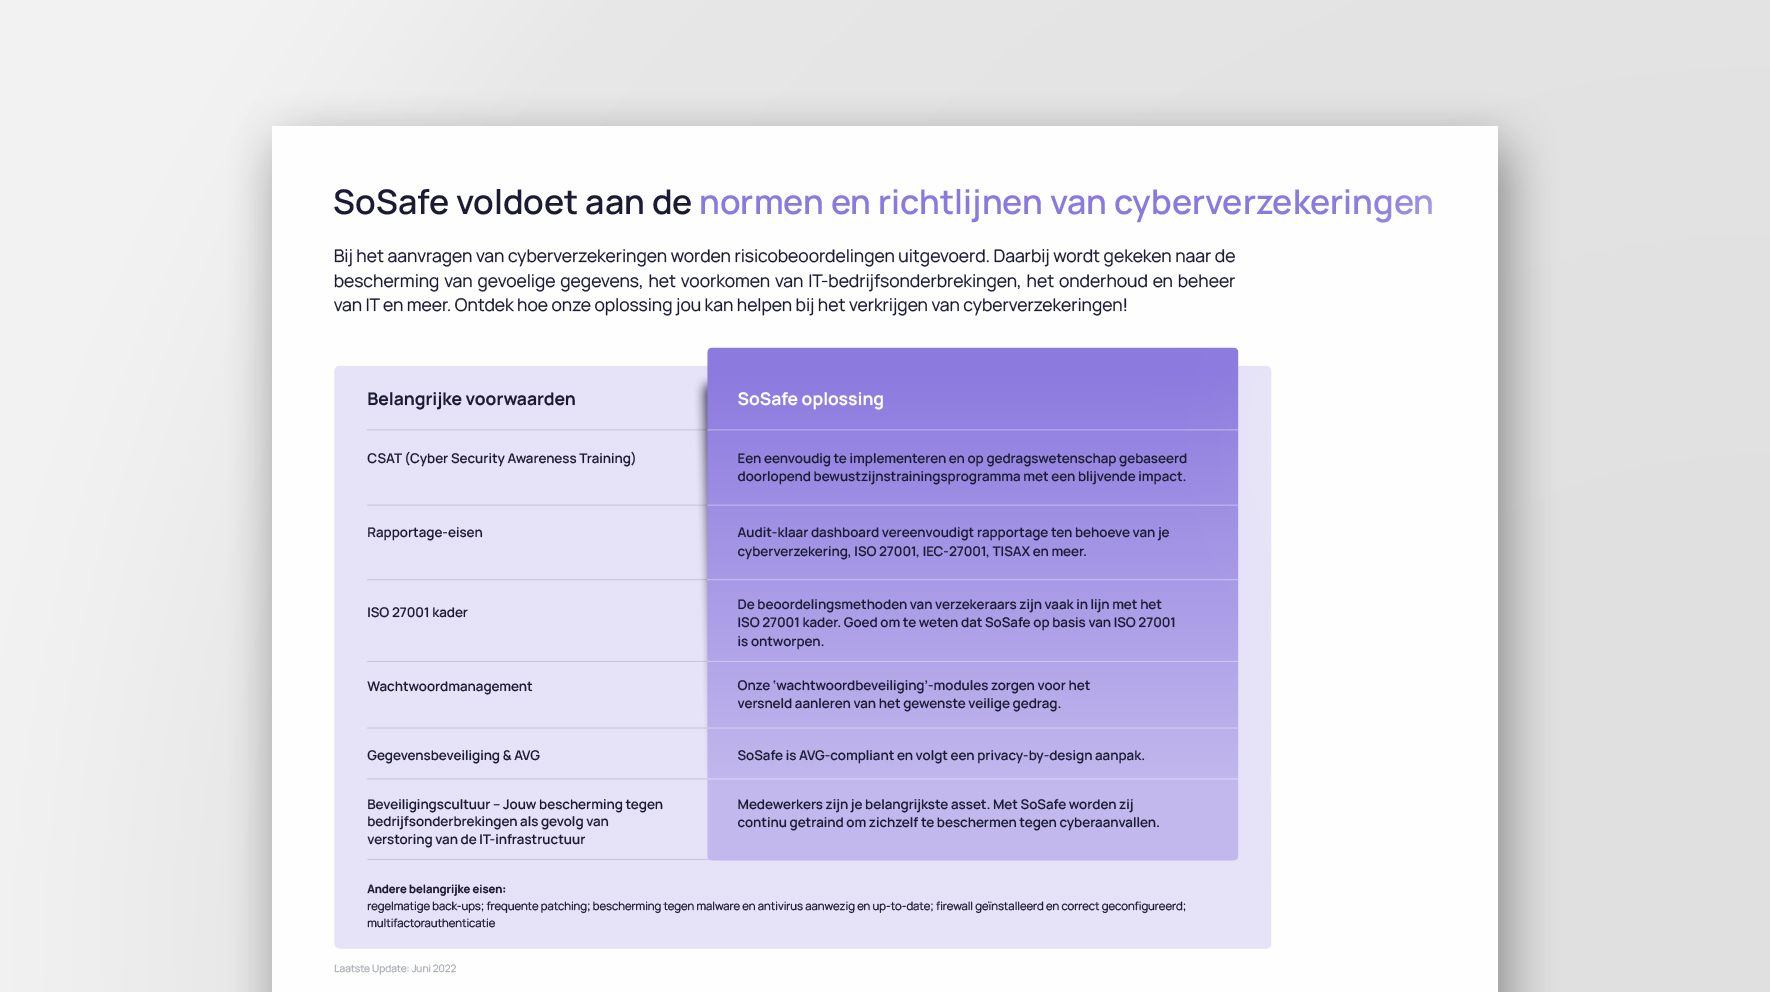 SoSafe voldoet aan de normen en richtlijnen van cyberverzekeringen
Bij het aanvragen van cyberverzekeringen worden risicobeoordelingen uitgevoerd. Daarbij wordt gekeken naar de
bescherming van gevoelige gegevens, het voorkomen van IT-bedrijfsonderbrekingen, het onderhoud en beheer
van IT en meer. Ontdek hoe onze oplossing jou kan helpen bij het verkrijgen van cyberverzekeringen!
Belangrijke voorwaarden
SoSafe oplossing
CSAT (Cyber Security Awareness Training)
Een eenvoudig te implementeren en op gedragswetenschap gebaseerd
doorlopend bewustzijnstrainingsprogramma met een blijvende impact.
Rapportage-eisen
Audit-klaar dashboard vereenvoudigt rapportage ten behoeve van je
cyberverzekering, ISO 27001, IEC-27001, TISAX en meer.
ISO 27001 kader
De beoordelingsmethoden van verzekeraars zijn vaak in lijn met het
ISO 27001 kader. Goed om te weten dat SoSafe op basis van ISO 27001
is ontworpen.
Wachtwoordmanagement
Onze ‘wachtwoordbeveiliging’-modules zorgen voor het
versneld aanleren van het gewenste veilige gedrag.
Gegevensbeveiliging & AVG
SoSafe is AVG-compliant en volgt een privacy-by-design aanpak.
Beveiligingscultuur – Jouw bescherming tegen
bedrijfsonderbrekingen als gevolg van
verstoring van de IT-infrastructuur
Medewerkers zijn je belangrijkste asset. Met SoSafe worden zij
continu getraind om zichzelf te beschermen tegen cyberaanvallen.
Andere belangrijke eisen:
regelmatige back-ups; frequente patching; bescherming tegen malware en antivirus aanwezig en up-to-date; firewall geïnstalleerd en correct geconfigureerd;
multifactorauthenticatie
Laatste Update: Juni 2022